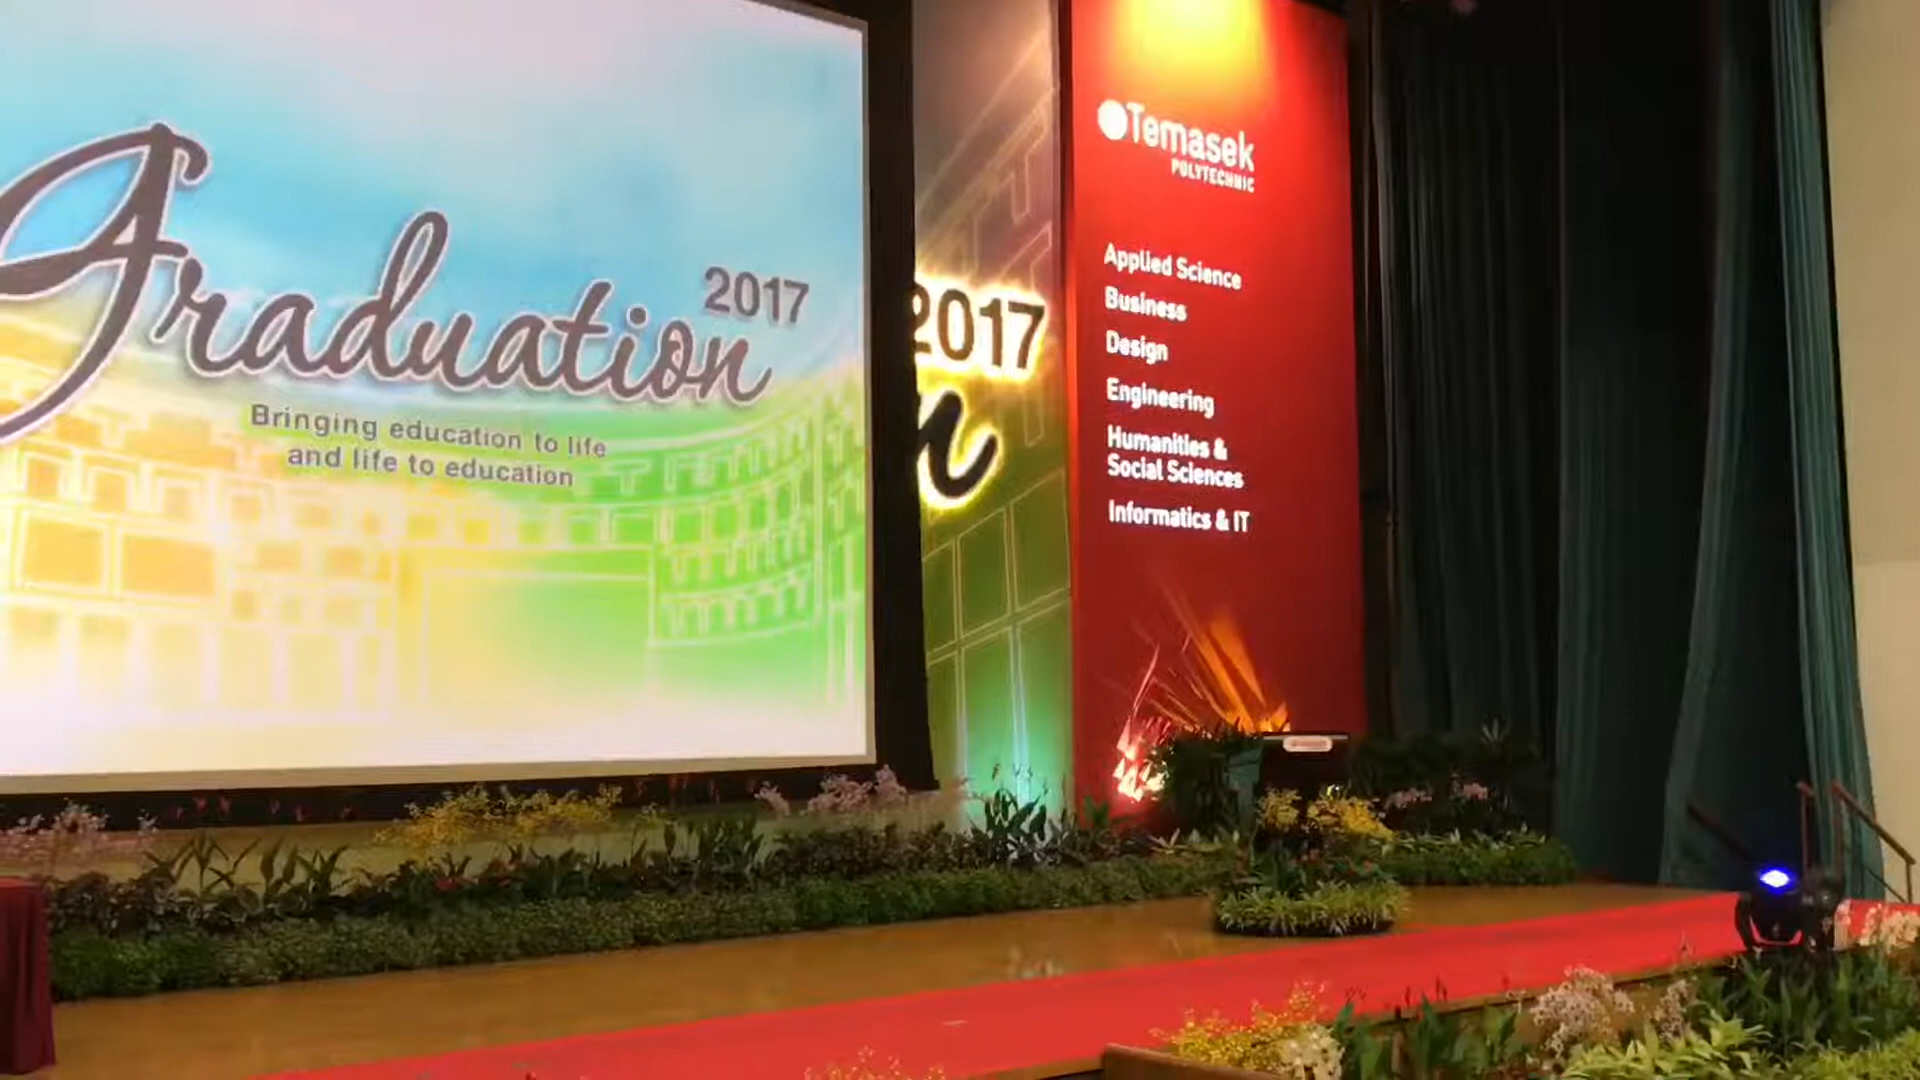 Graduation
2017
Bringing education to life
and life to education
2017
n
Temasek
POLYTECHNIC
Applied Science
Business
Design
Engineering
Humanities &
Social Sciences
Informatics & IT